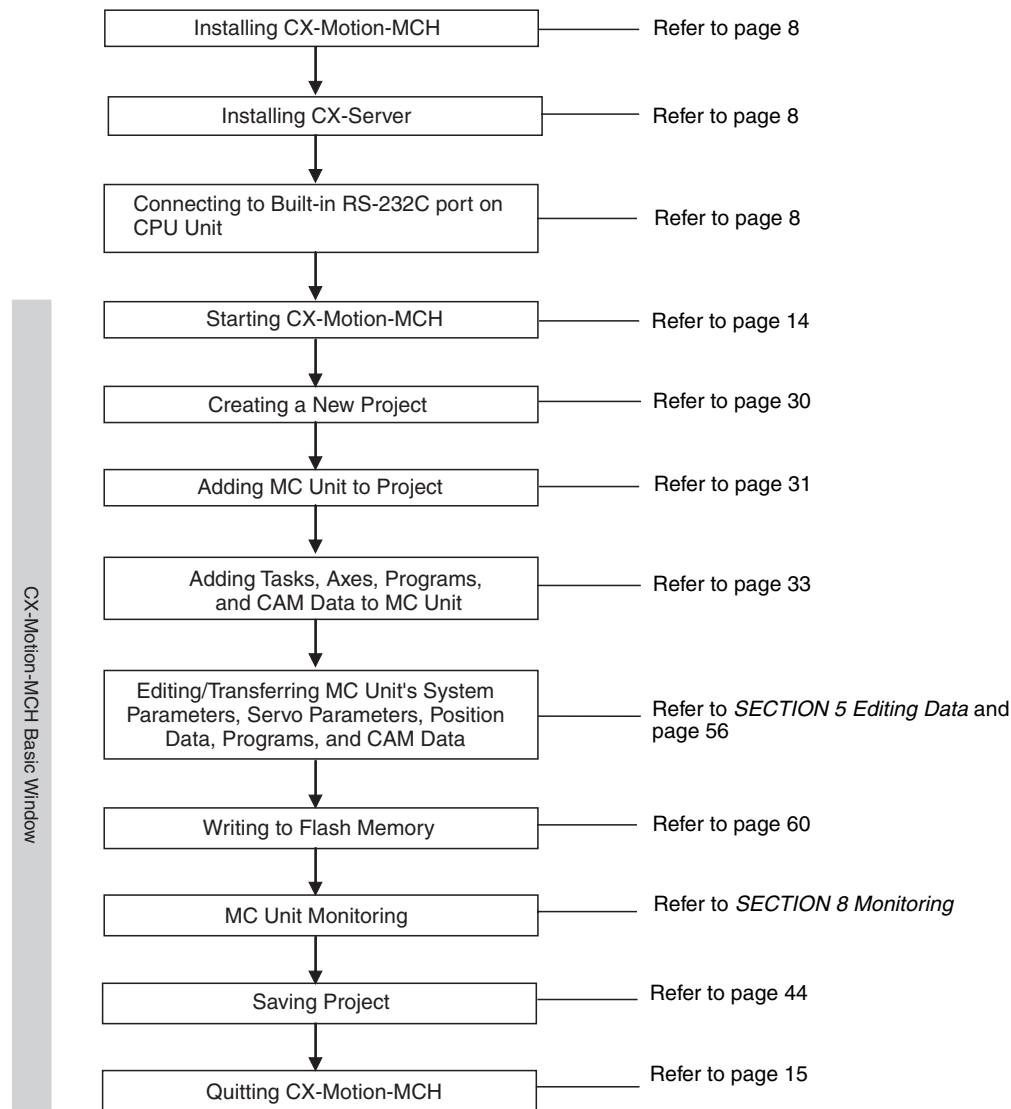 Installing CX-Motion-MCH
Refer to page 8
Installing CX-Server
Refer to page 8
Connecting to Built-in RS-232C port on
CPU Unit
Refer to page 8
Starting CX-Motion-MCH
Refer to page 14
Creating a New Project
Refer to page 30
Adding MC Unit to Project
Refer to page 31
Adding Tasks, Axes, Programs,
and CAM Data to MC Unit
Refer to page 33
Editing/Transferring MC Unit's System
Parameters, Servo Parameters, Position
Data, Programs, and CAM Data
Refer to SECTION 5 Editing Data and
page 56
Writing to Flash Memory
Refer to page 60
MC Unit Monitoring
Refer to SECTION 8 Monitoring
Saving Project
Refer to page 44
Quitting CX-Motion-MCH
Refer to page 15
CX-Motion-MCH Basic Window